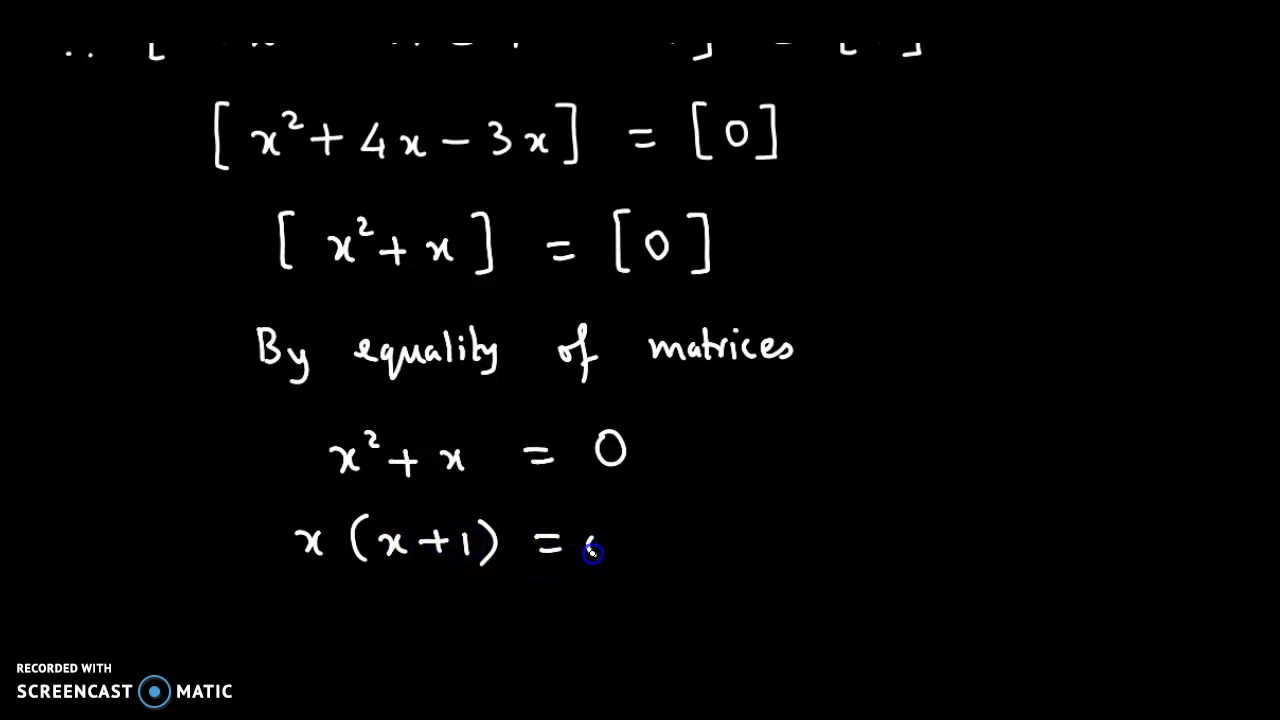 [x² + 4x - 3x] = [0]
[x² + x] = [0]
By equality of matrices
x² + x = 0
x (x + 1) =
RECORDED WITH
SCREENCAST MATIC